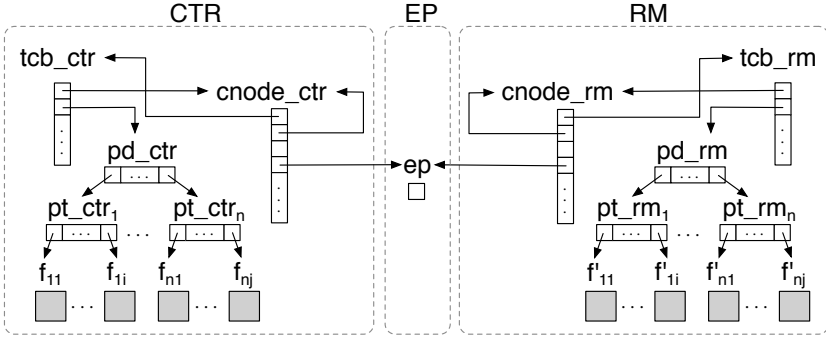 CTR EP RM
tcb_ctr tcb_rm
cnode_ctr cnode_rm
pd_ctr ep pd_rm
pt_ctr₁ pt_ctrₙ pt_rm₁ pt_rmₙ
... ...
f₁₁ f₁ᵢ fₙ₁ fₙⱼ f'₁₁ f'₁ᵢ f'ₙ₁ f'ₙⱼ
... ... ... ...